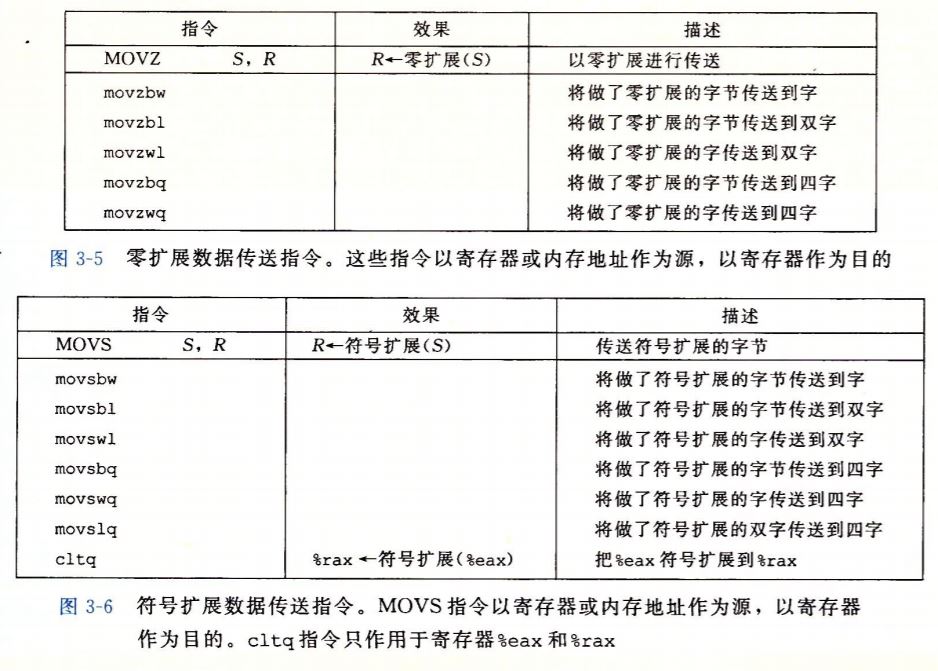 指令 效果 描述
MOVZ S, R R←零扩展(S) 以零扩展进行传送
movzbw 将做了零扩展的字节传送到字
movzbl 将做了零扩展的字节传送到双字
movzwl 将做了零扩展的字传送到双字
movzbq 将做了零扩展的字节传送到四字
movzwq 将做了零扩展的字传送到四字
图 3-5 零扩展数据传送指令。这些指令以寄存器或内存地址作为源，以寄存器作为目的
指令 效果 描述
MOVS S, R R←符号扩展(S) 传送符号扩展的字节
movsbw 将做了符号扩展的字节传送到字
movsbl 将做了符号扩展的字节传送到双字
movswl 将做了符号扩展的字传送到双字
movsbq 将做了符号扩展的字节传送到四字
movswq 将做了符号扩展的字传送到四字
movslq 将做了符号扩展的双字传送到四字
cltq %rax←符号扩展(%eax) 把%eax 符号扩展到%rax
图 3-6 符号扩展数据传送指令。MOVS 指令以寄存器或内存地址作为源，以寄存器
作为目的。cltq 指令只作用于寄存器%eax 和%rax